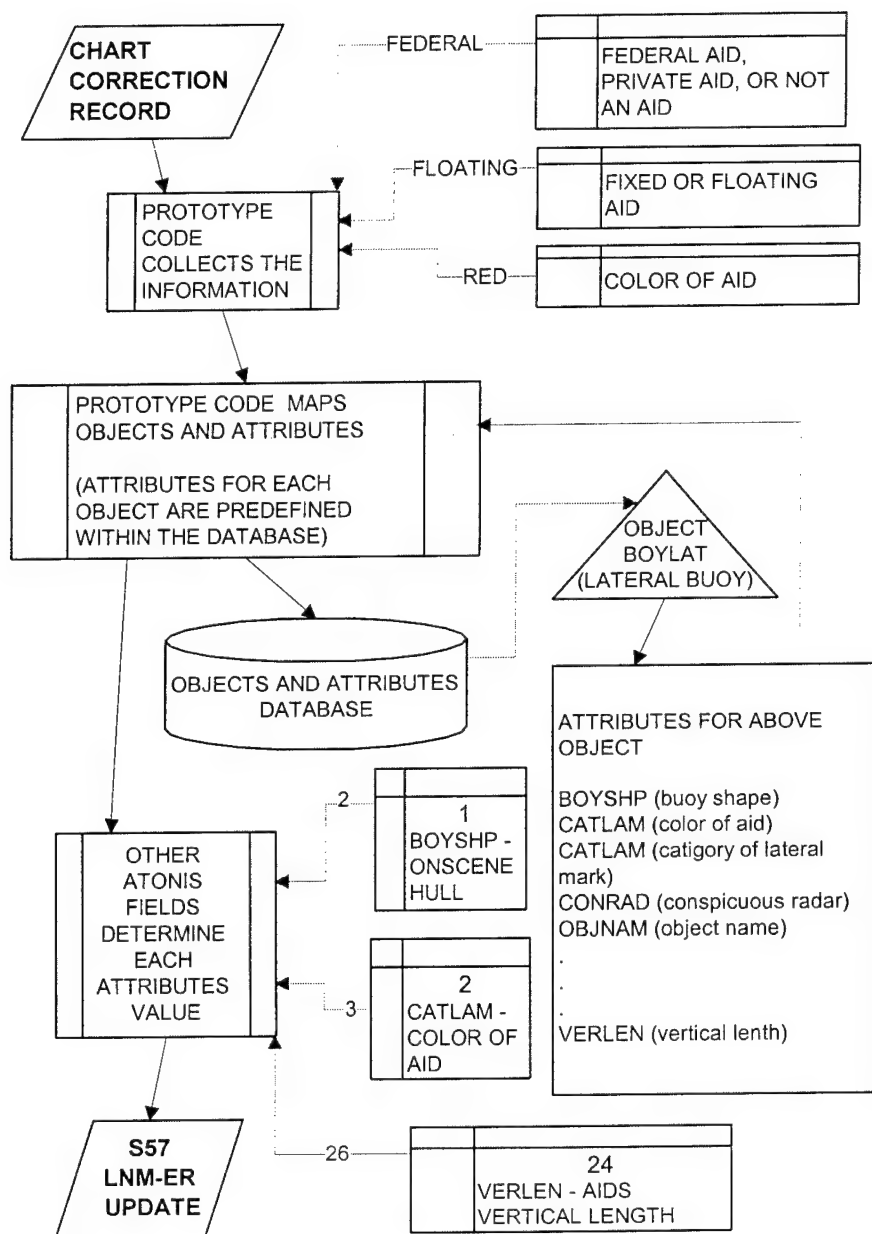 CHART
CORRECTION
RECORD
FEDERAL
FEDERAL AID,
PRIVATE AID, OR NOT
AN AID
FLOATING
FIXED OR FLOATING
AID
RED
COLOR OF AID
PROTOTYPE
CODE
COLLECTS THE
INFORMATION
PROTOTYPE CODE MAPS
OBJECTS AND ATTRIBUTES
(ATTRIBUTES FOR EACH
OBJECT ARE PREDEFINED
WITHIN THE DATABASE)
OBJECT
BOYLAT
(LATERAL BUOY)
OBJECTS AND ATTRIBUTES
DATABASE
ATTRIBUTES FOR ABOVE
OBJECT
BOYSHP (buoy shape)
CATLAM (color of aid)
CATLAM (catigory of lateral
mark)
CONRAD (conspicuous radar)
OBJNAM (object name)
.
.
.
VERLEN (vertical lenth)
2
1
BOYSHP -
ONSCENE
HULL
OTHER
ATONIS
FIELDS
DETERMINE
EACH
ATTRIBUTES
VALUE
3
2
CATLAM -
COLOR OF
AID
26
24
VERLEN - AIDS
VERTICAL LENGTH
S57
LNM-ER
UPDATE